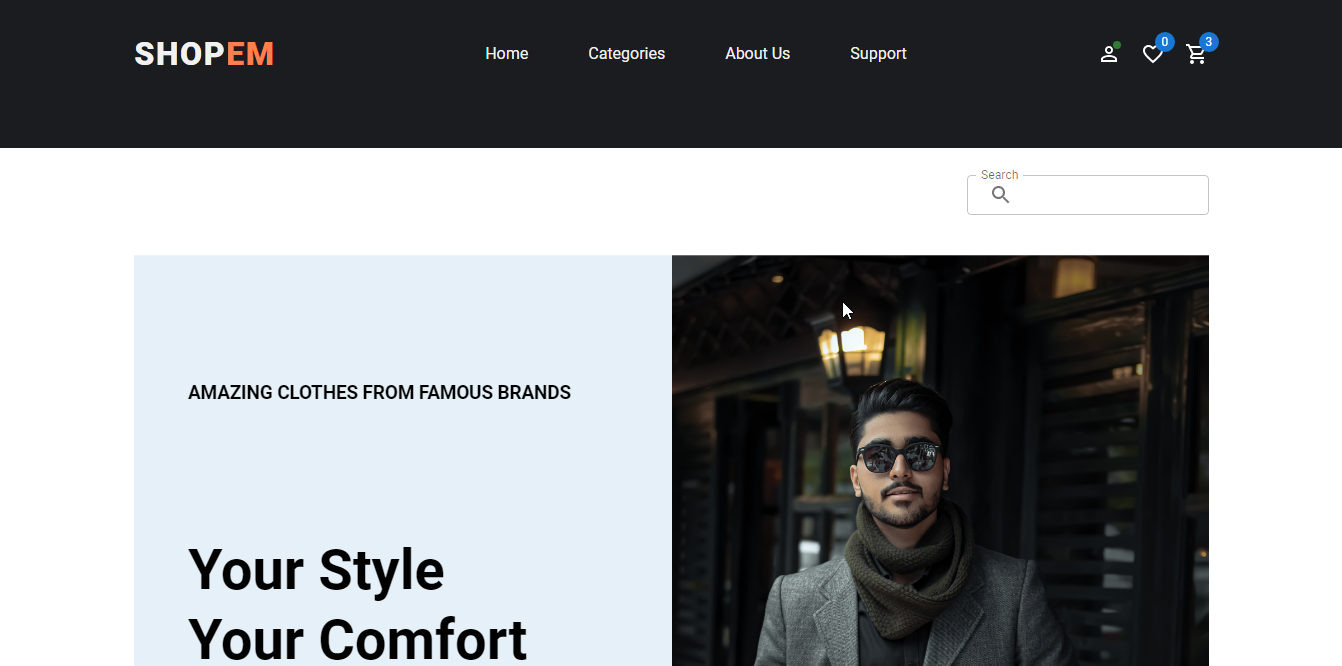 SHOPEM
Home
Categories
About Us
Support
0
3
Search
AMAZING CLOTHES FROM FAMOUS BRANDS
Your Style
Your Comfort